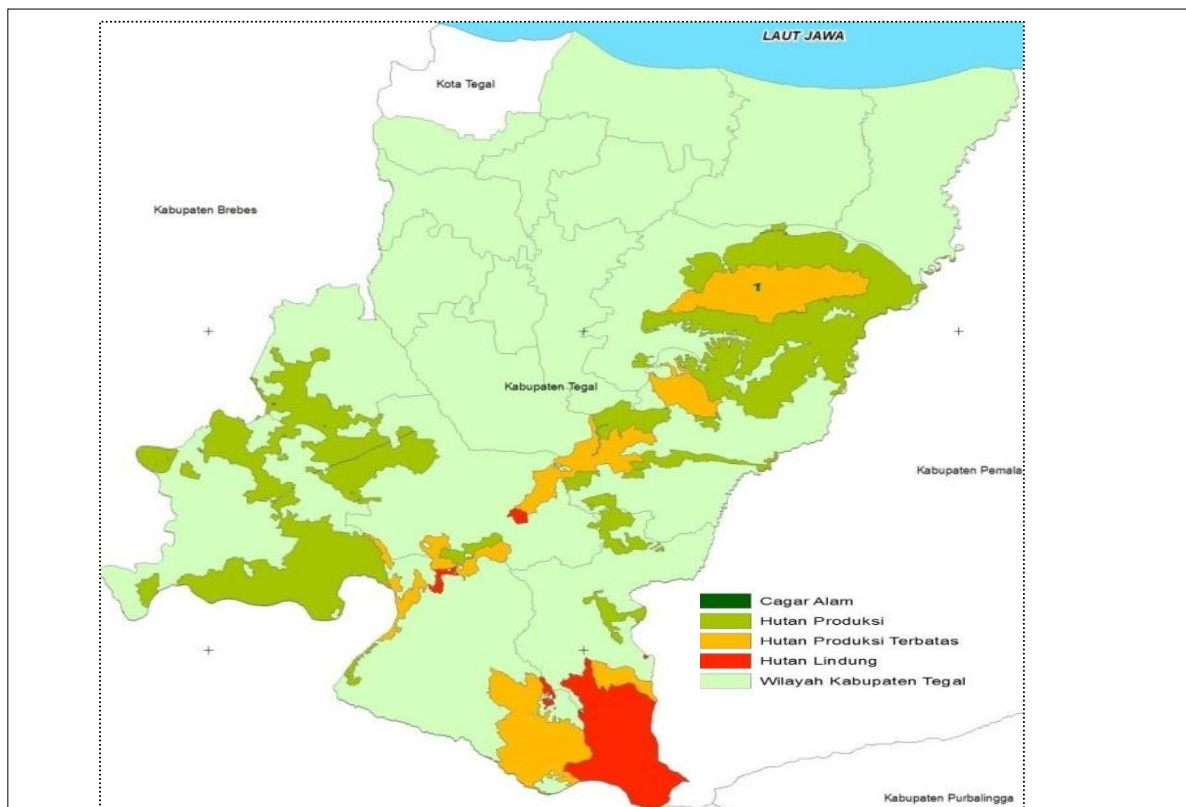 LAUT JAWA
Kota Tegal
Kabupaten Brebes
Kabupaten Tegal
Kabupaten Pemala
Cagar Alam
Hutan Produksi
Hutan Produksi Terbatas
Hutan Lindung
Wilayah Kabupaten Tegal
Kabupaten Purbalingga